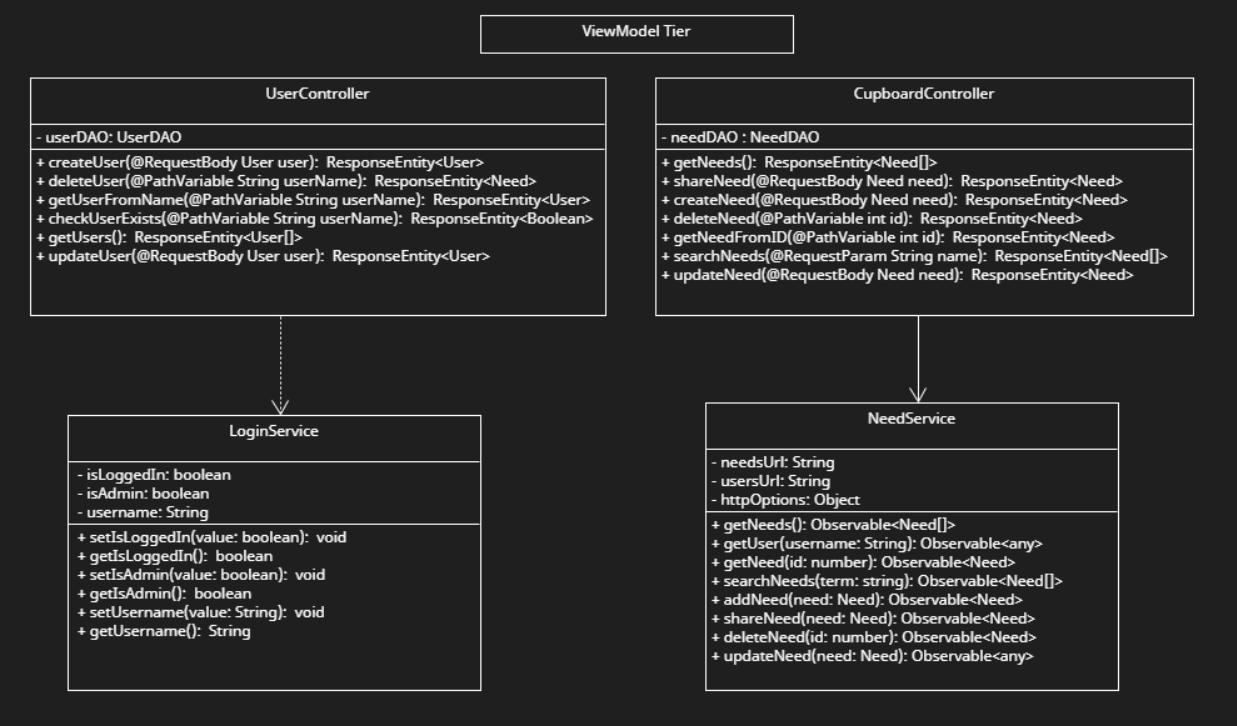 ViewModel Tier
UserController
- userDAO: UserDAO
+ createUser(@RequestBody User user):  ResponseEntity<User>
+ deleteUser(@PathVariable String userName):  ResponseEntity<Need>
+ getUserFromName(@PathVariable String userName):  ResponseEntity<User>
+ checkUserExists(@PathVariable String userName):  ResponseEntity<Boolean>
+ getUsers():  ResponseEntity<User[]>
+ updateUser(@RequestBody User user):  ResponseEntity<User>
CupboardController
- needDAO : NeedDAO
+ getNeeds():  ResponseEntity<Need[]>
+ shareNeed(@RequestBody Need need):  ResponseEntity<Need>
+ createNeed(@RequestBody Need need):  ResponseEntity<Need>
+ deleteNeed(@PathVariable int id):  ResponseEntity<Need>
+ getNeedFromID(@PathVariable int id):  ResponseEntity<Need>
+ searchNeeds(@RequestParam String name):  ResponseEntity<Need[]>
+ updateNeed(@RequestBody Need need):  ResponseEntity<Need>
LoginService
- isLoggedIn: boolean
- isAdmin: boolean
- username: String
+ setIsLoggedIn(value: boolean):  void
+ getIsLoggedIn():  boolean
+ setIsAdmin(value: boolean):  void
+ getIsAdmin():  boolean
+ setUsername(value: String):  void
+ getUsername():  String
NeedService
- needsUrl: String
- usersUrl: String
- httpOptions: Object
+ getNeeds(): Observable<Need[]>
+ getUser(username: String): Observable<any>
+ getNeed(id: number): Observable<Need>
+ searchNeeds(term: string): Observable<Need[]>
+ addNeed(need: Need): Observable<Need>
+ shareNeed(need: Need): Observable<Need>
+ deleteNeed(id: number): Observable<Need>
+ updateNeed(need: Need): Observable<any>